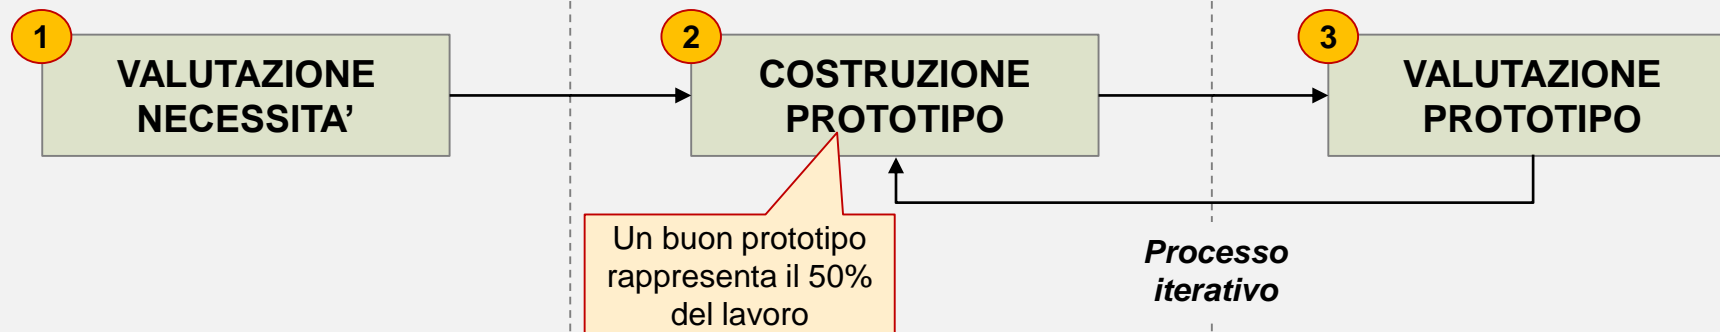 1
VALUTAZIONE
NECESSITA’
2
COSTRUZIONE
PROTOTIPO
3
VALUTAZIONE
PROTOTIPO
Un buon prototipo
rappresenta il 50%
del lavoro
Processo
iterativo